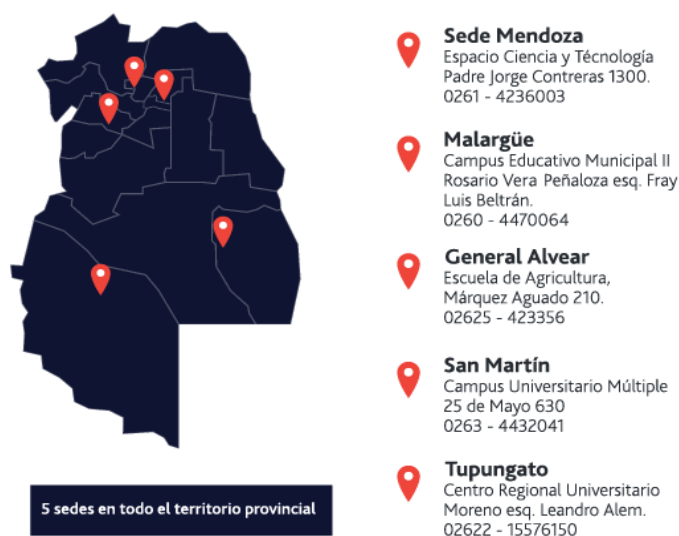 Sede Mendoza
Espacio Ciencia y Técnología
Padre Jorge Contreras 1300.
0261 - 4236003
Malargüe
Campus Educativo Municipal II
Rosario Vera Peñaloza esq. Fray
Luis Beltrán.
0260 - 4470064
General Alvear
Escuela de Agricultura,
Márquez Aguado 210.
02625 - 423356
San Martín
Campus Universitario Múltiple
25 de Mayo 630
0263 - 4432041
Tupungato
Centro Regional Universitario
Moreno esq. Leandro Alem.
02622 - 15576150
5 sedes en todo el territorio provincial